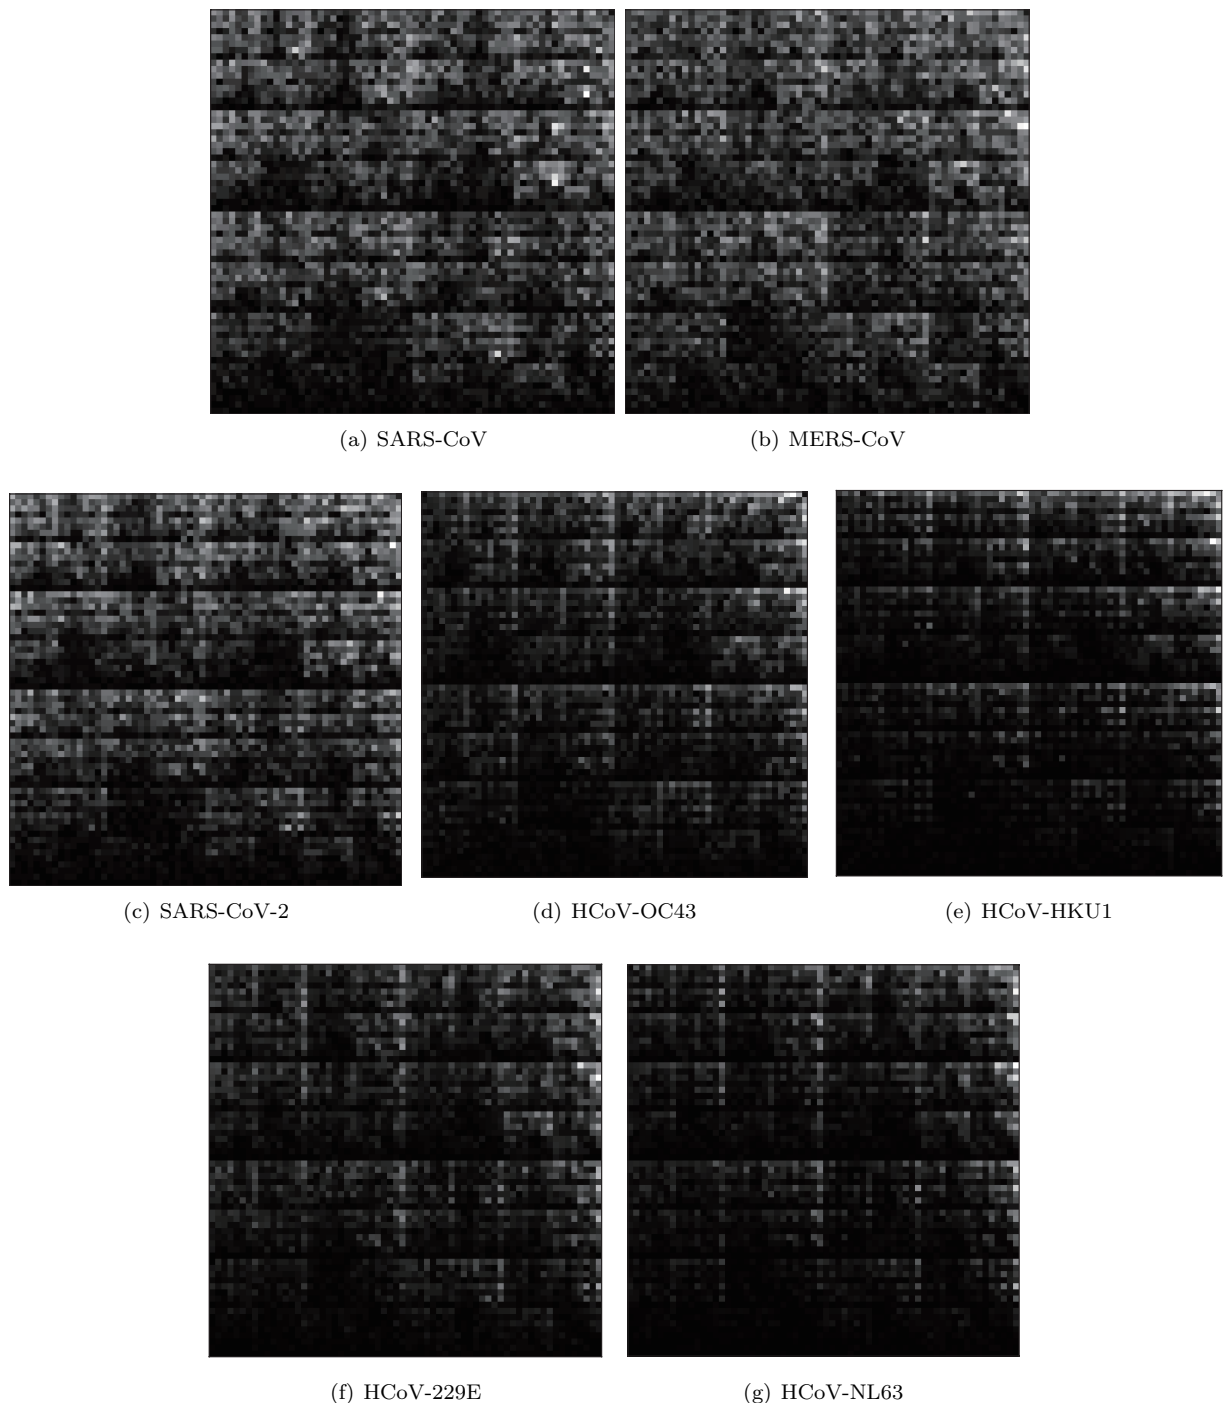 (a) SARS-CoV
(b) MERS-CoV
(c) SARS-CoV-2
(d) HCoV-OC43
(e) HCoV-HKU1
(f) HCoV-229E
(g) HCoV-NL63